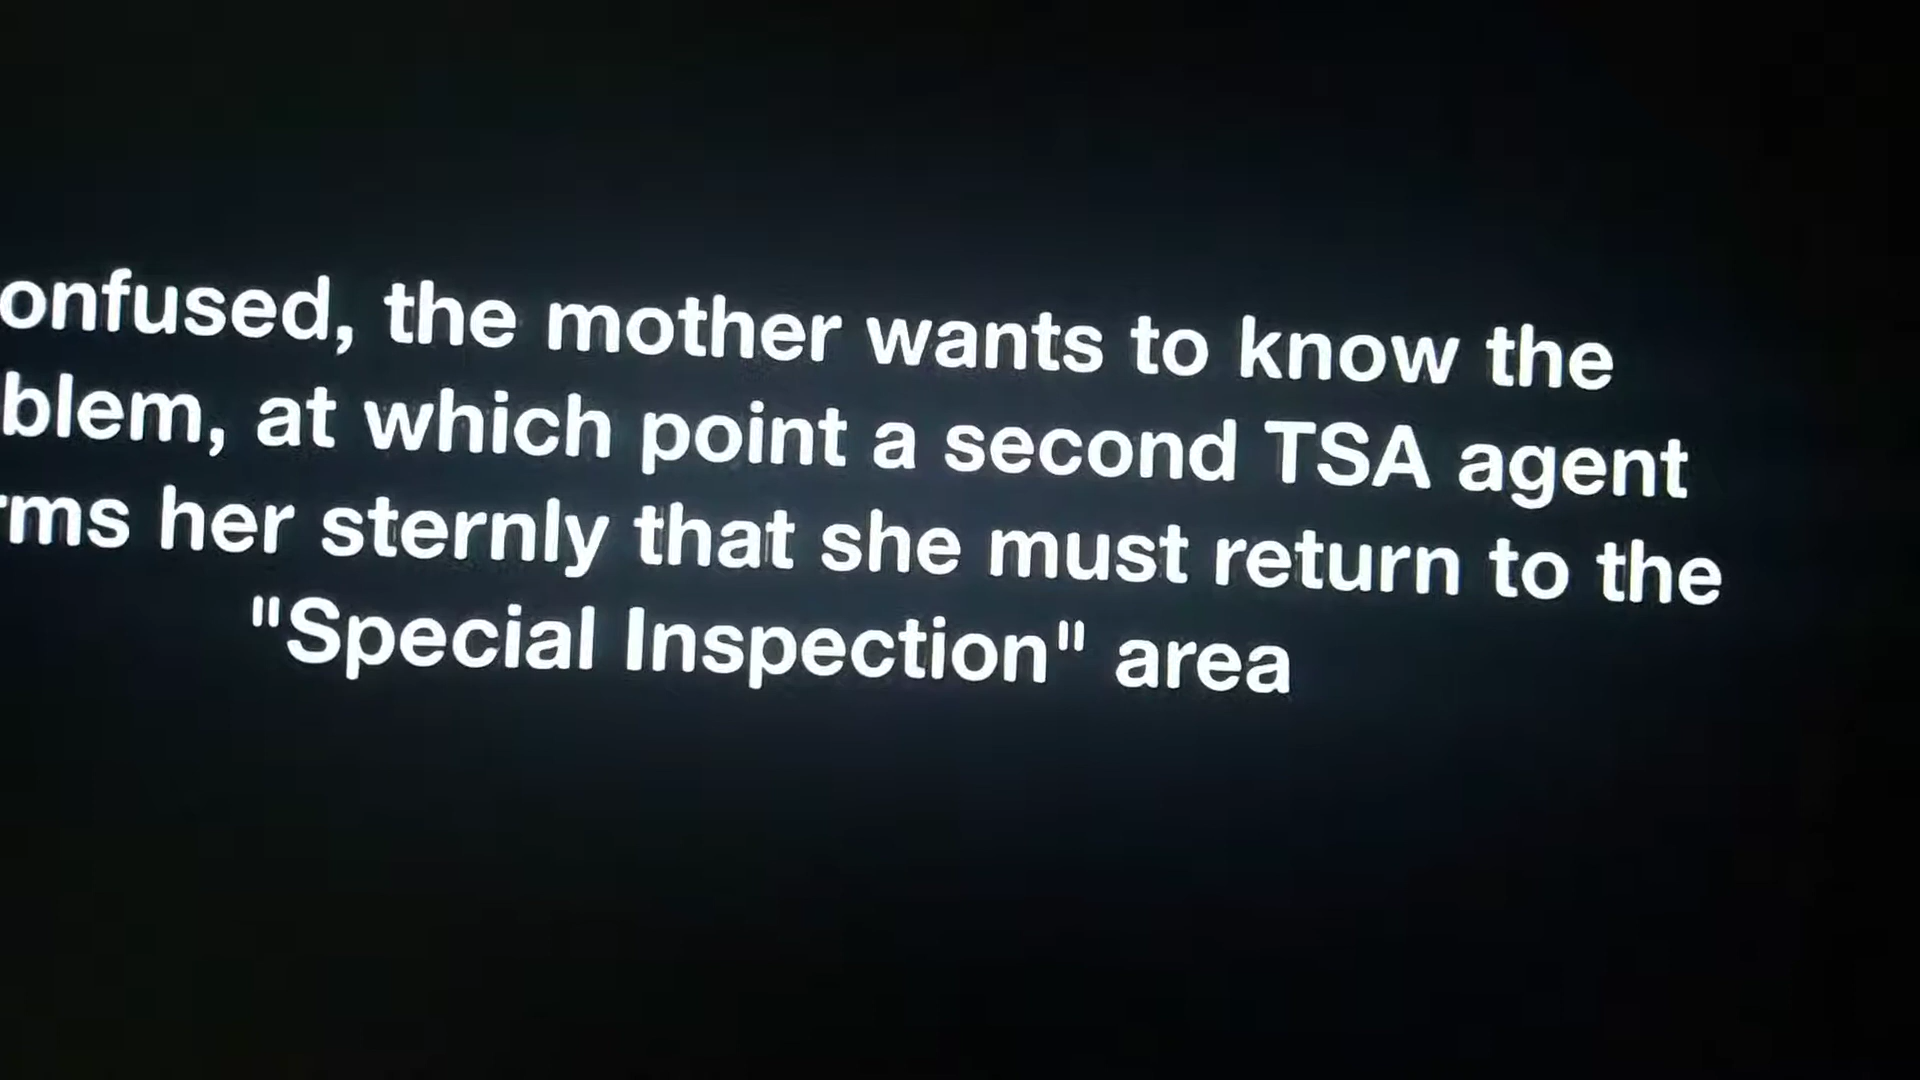 onfused, the mother wants to know the
blem, at which point a second TSA agent
rms her sternly that she must return to the
"Special Inspection" area